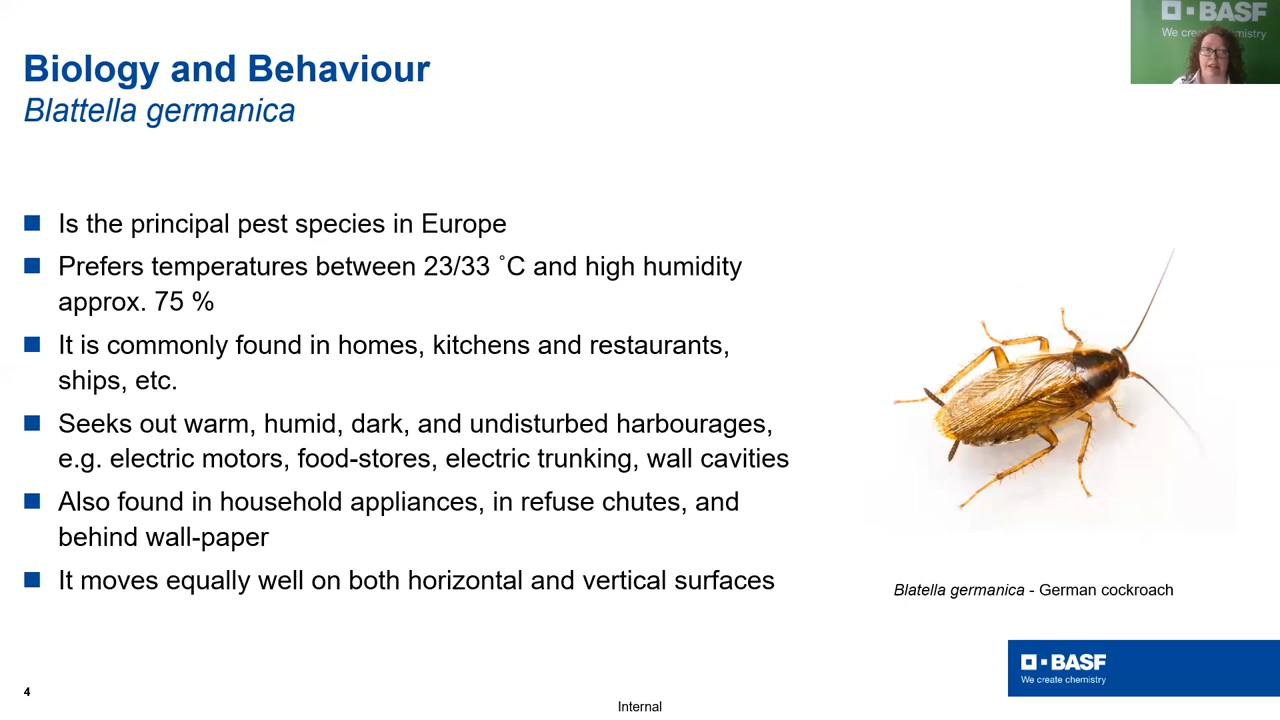 BASF
We create chemistry
Biology and Behaviour
Blattella germanica
Is the principal pest species in Europe
Prefers temperatures between 23/33 ˚C and high humidity
approx. 75 %
It is commonly found in homes, kitchens and restaurants,
ships, etc.
Seeks out warm, humid, dark, and undisturbed harbourages,
e.g. electric motors, food-stores, electric trunking, wall cavities
Also found in household appliances, in refuse chutes, and
behind wall-paper
It moves equally well on both horizontal and vertical surfaces
Blatella germanica - German cockroach
BASF
We create chemistry
4
Internal